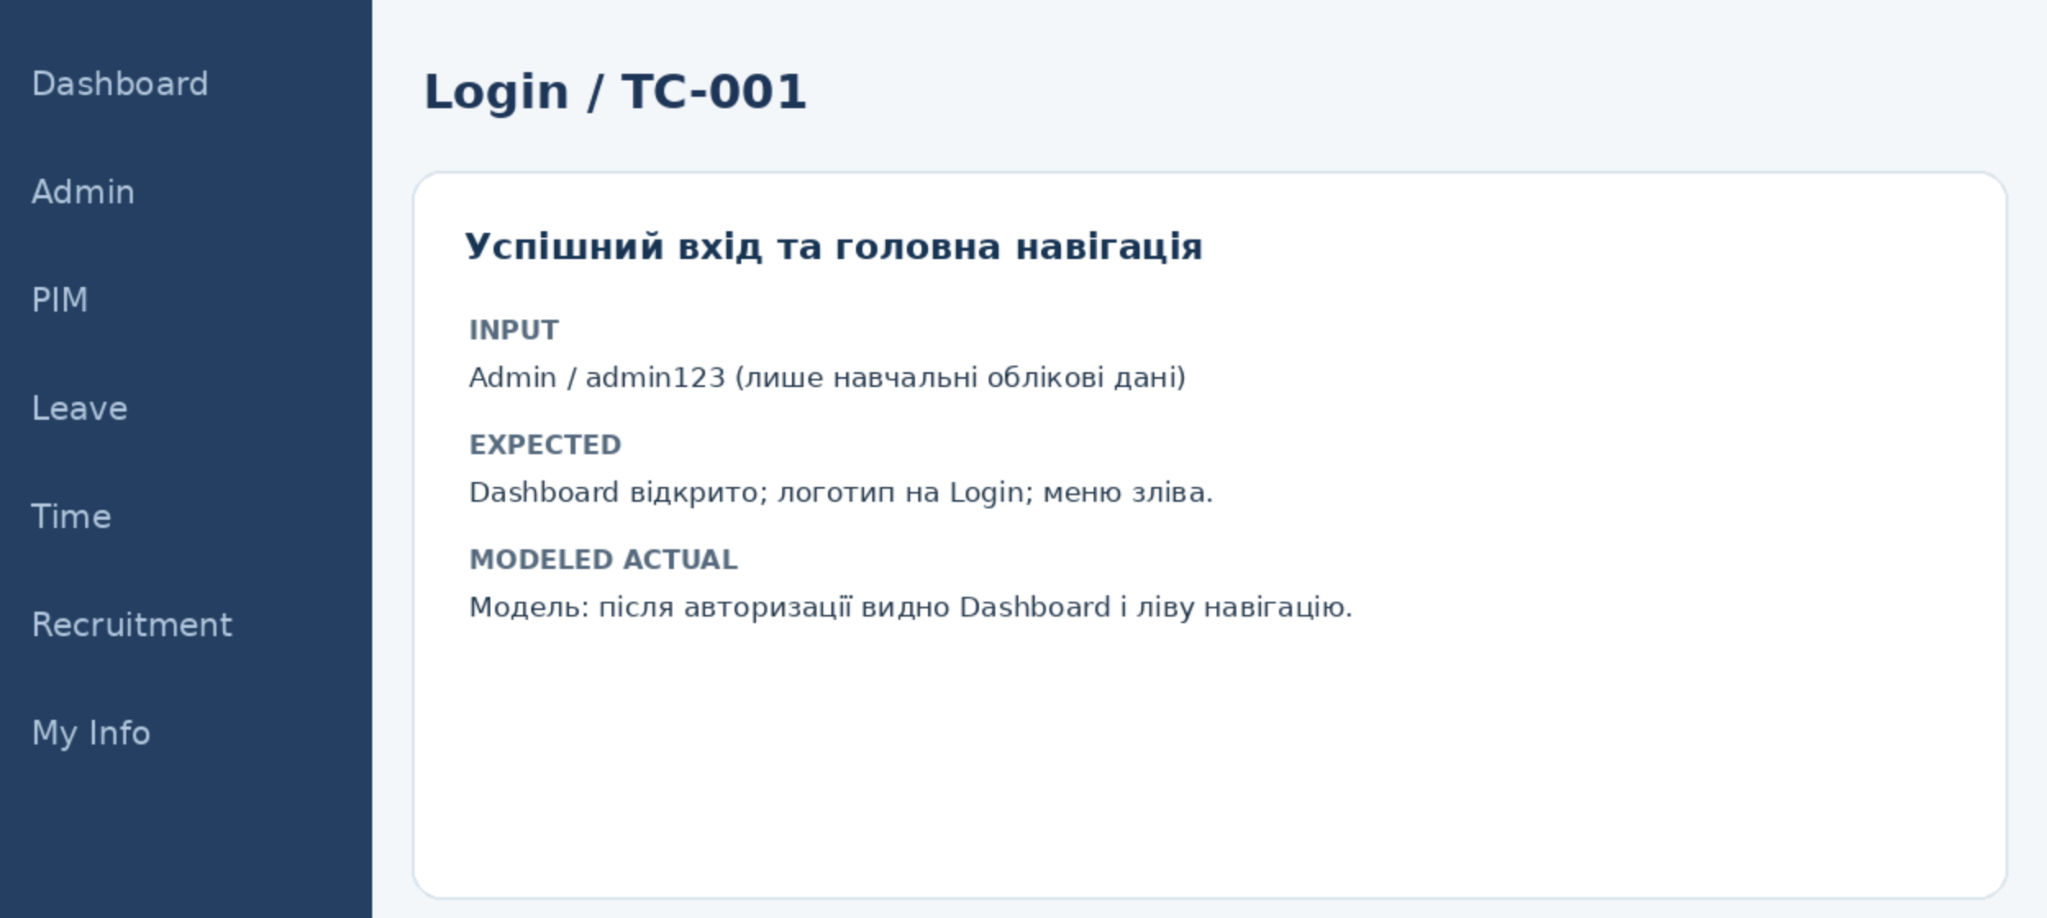 Dashboard
Admin
PIM
Leave
Time
Recruitment
My Info
Login / TC-001
Успішний вхід та головна навігація
INPUT
Admin / admin123 (лише навчальні облікові дані)
EXPECTED
Dashboard відкрито; логотип на Login; меню зліва.
MODELED ACTUAL
Модель: після авторизації видно Dashboard і ліву навігацію.